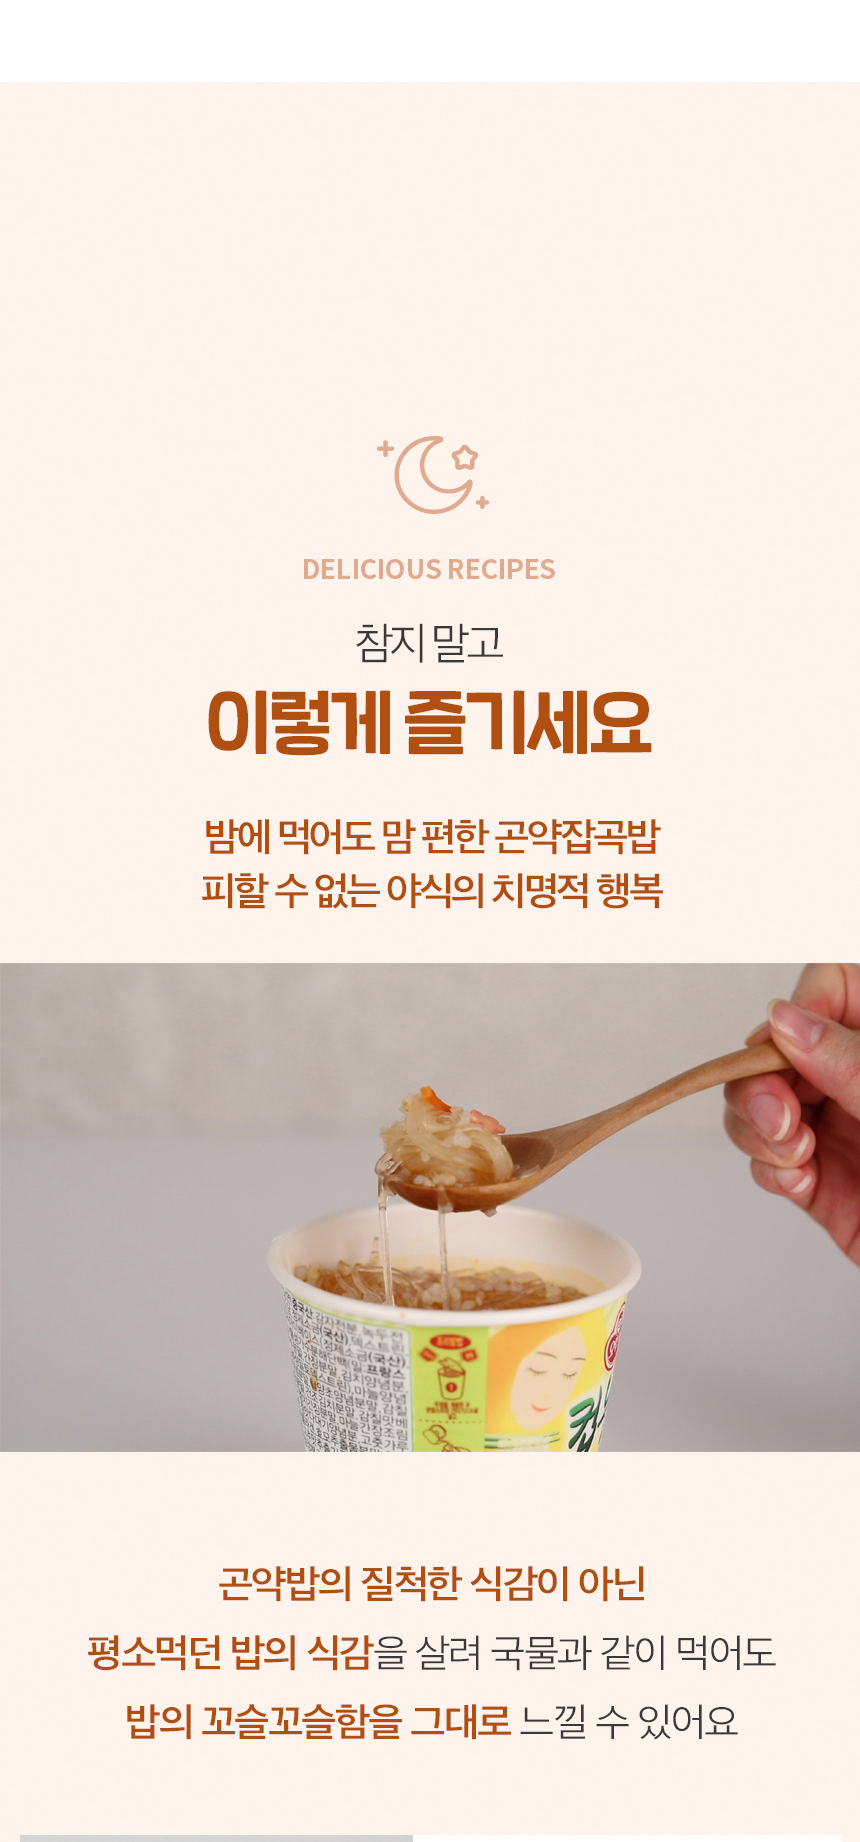 DELICIOUS RECIPES
참지 말고
이렇게 즐기세요
밤에 먹어도 맘 편한 곤약잡곡밥
피할 수 없는 야식의 치명적 행복
곤약밥의 질척한 식감이 아닌
평소먹던 밥의 식감을 살려 국물과 같이 먹어도
밥의 꼬슬꼬슬함을 그대로 느낄 수 있어요